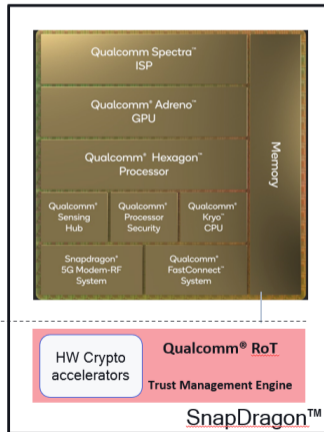 Qualcomm Spectra™
ISP
Qualcomm® Adreno™
GPU
Qualcomm® Hexagon™
Processor
Qualcomm®
Sensing
Hub
Qualcomm®
Processor
Security
Qualcomm®
Kryo™
CPU
Snapdragon®
5G Modem-RF
System
Qualcomm®
FastConnect™
System
Memory
HW Crypto
accelerators
Qualcomm® RoT
Trust Management Engine
SnapDragon™